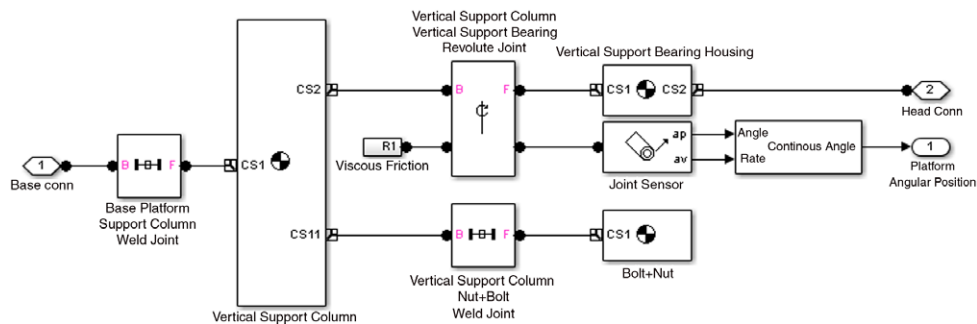 Vertical Support Column
Vertical Support Bearing
Revolute Joint
Vertical Support Bearing Housing
CS2
B
F
CS1
CS2
2
Head Conn
R1
Viscous Friction
ap
av
Joint Sensor
Angle
Rate
Continous Angle
1
Platform
Angular Position
1
Base conn
B
F
Base Platform
Support Column
Weld Joint
CS1
CS11
Vertical Support Column
B
F
Vertical Support Column
Nut+Bolt
Weld Joint
CS1
Bolt+Nut